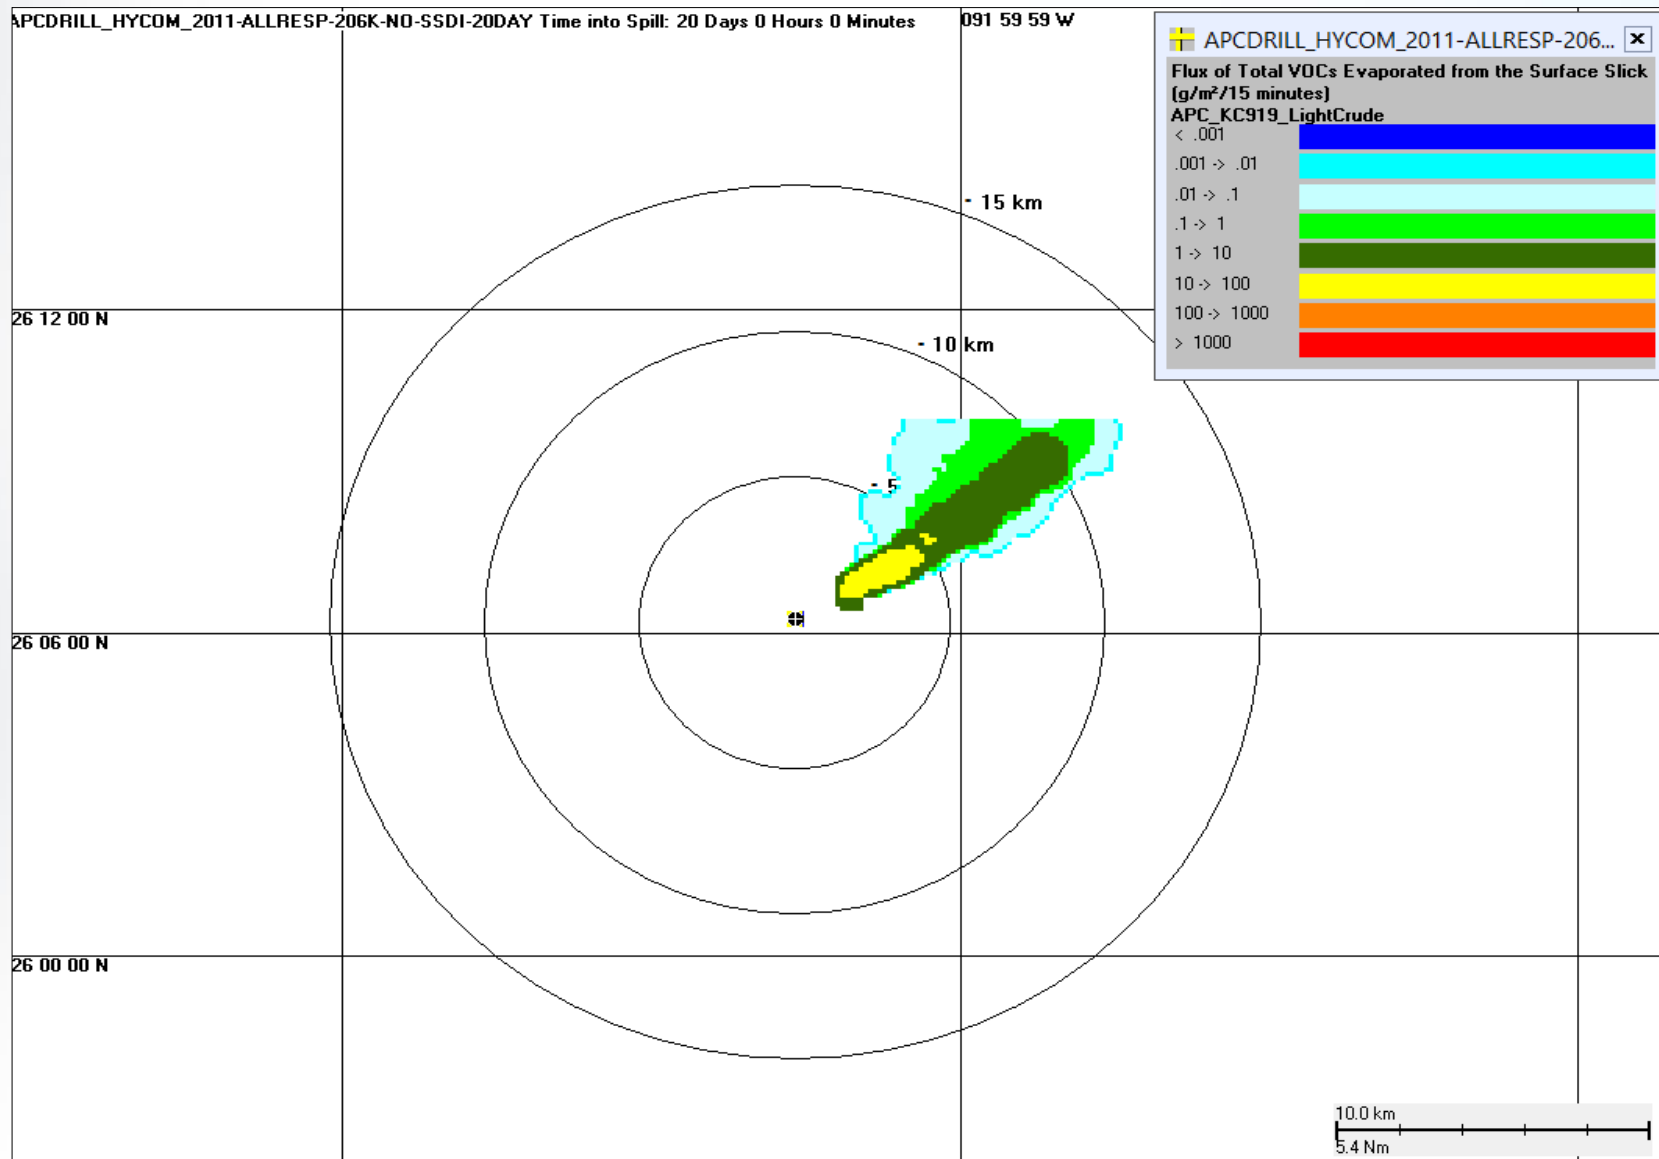 APCDRILL_HYCOM_2011-ALLRESP-206K-NO-SSDI-20DAY Time into Spill: 20 Days 0 Hours 0 Minutes
091 59 59 W
APCDRILL_HYCOM_2011-ALLRESP-206...
Flux of Total VOCs Evaporated from the Surface Slick
(g/m²/15 minutes)
APC_KC919_LightCrude
< .001
.001 -> .01
.01 -> .1
.1 -> 1
1 -> 10
10 -> 100
100 -> 1000
> 1000
- 15 km
26 12 00 N
- 10 km
- 5
26 06 00 N
26 00 00 N
10.0 km
5.4 Nm